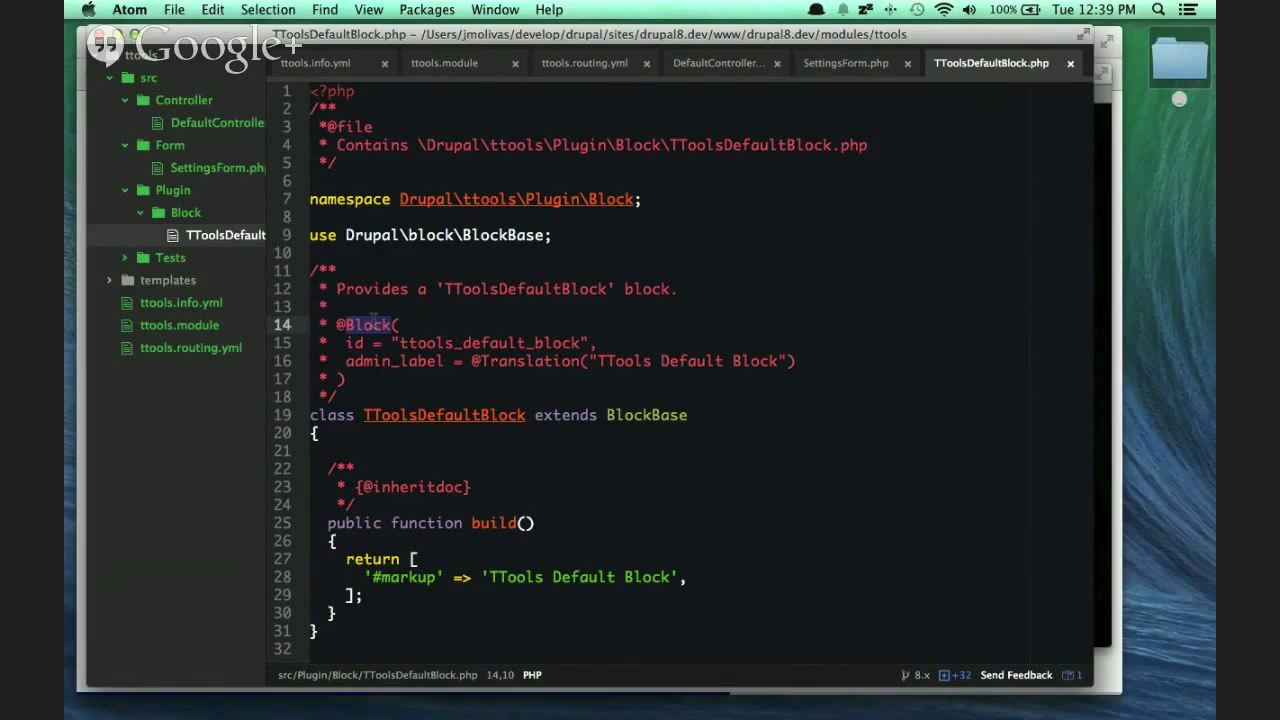 Atom File Edit Selection Find View Packages Window Help 100% Tue 12:39 PM
Google+
TToolsDefaultBlock.php – /Users/jmolivas/develop/drupal/sites/drupal8.dev/www/drupal8.dev/modules/ttools
ttools
ttools.info.yml ttools.module ttools.routing.yml DefaultController... SettingsForm.php TToolsDefaultBlock.php
src
Controller
DefaultControlle
Form
SettingsForm.ph
Plugin
Block
TToolsDefault
Tests
templates
ttools.info.yml
ttools.module
ttools.routing.yml
1 <?php
2 /**
3 *@file
4 * Contains \Drupal\ttools\Plugin\Block\TToolsDefaultBlock.php
5 */
6
7 namespace Drupal\ttools\Plugin\Block;
8
9 use Drupal\block\BlockBase;
10
11 /**
12 * Provides a 'TToolsDefaultBlock' block.
13 *
14 * @Block(
15 * id = "ttools_default_block",
16 * admin_label = @Translation("TTools Default Block")
17 * )
18 */
19 class TToolsDefaultBlock extends BlockBase
20 {
21
22 /**
23 * {@inheritdoc}
24 */
25 public function build()
26 {
27 return [
28 '#markup' => 'TTools Default Block',
29 ];
30 }
31 }
32
src/Plugin/Block/TToolsDefaultBlock.php 14,10 PHP 8.x +32 Send Feedback 1